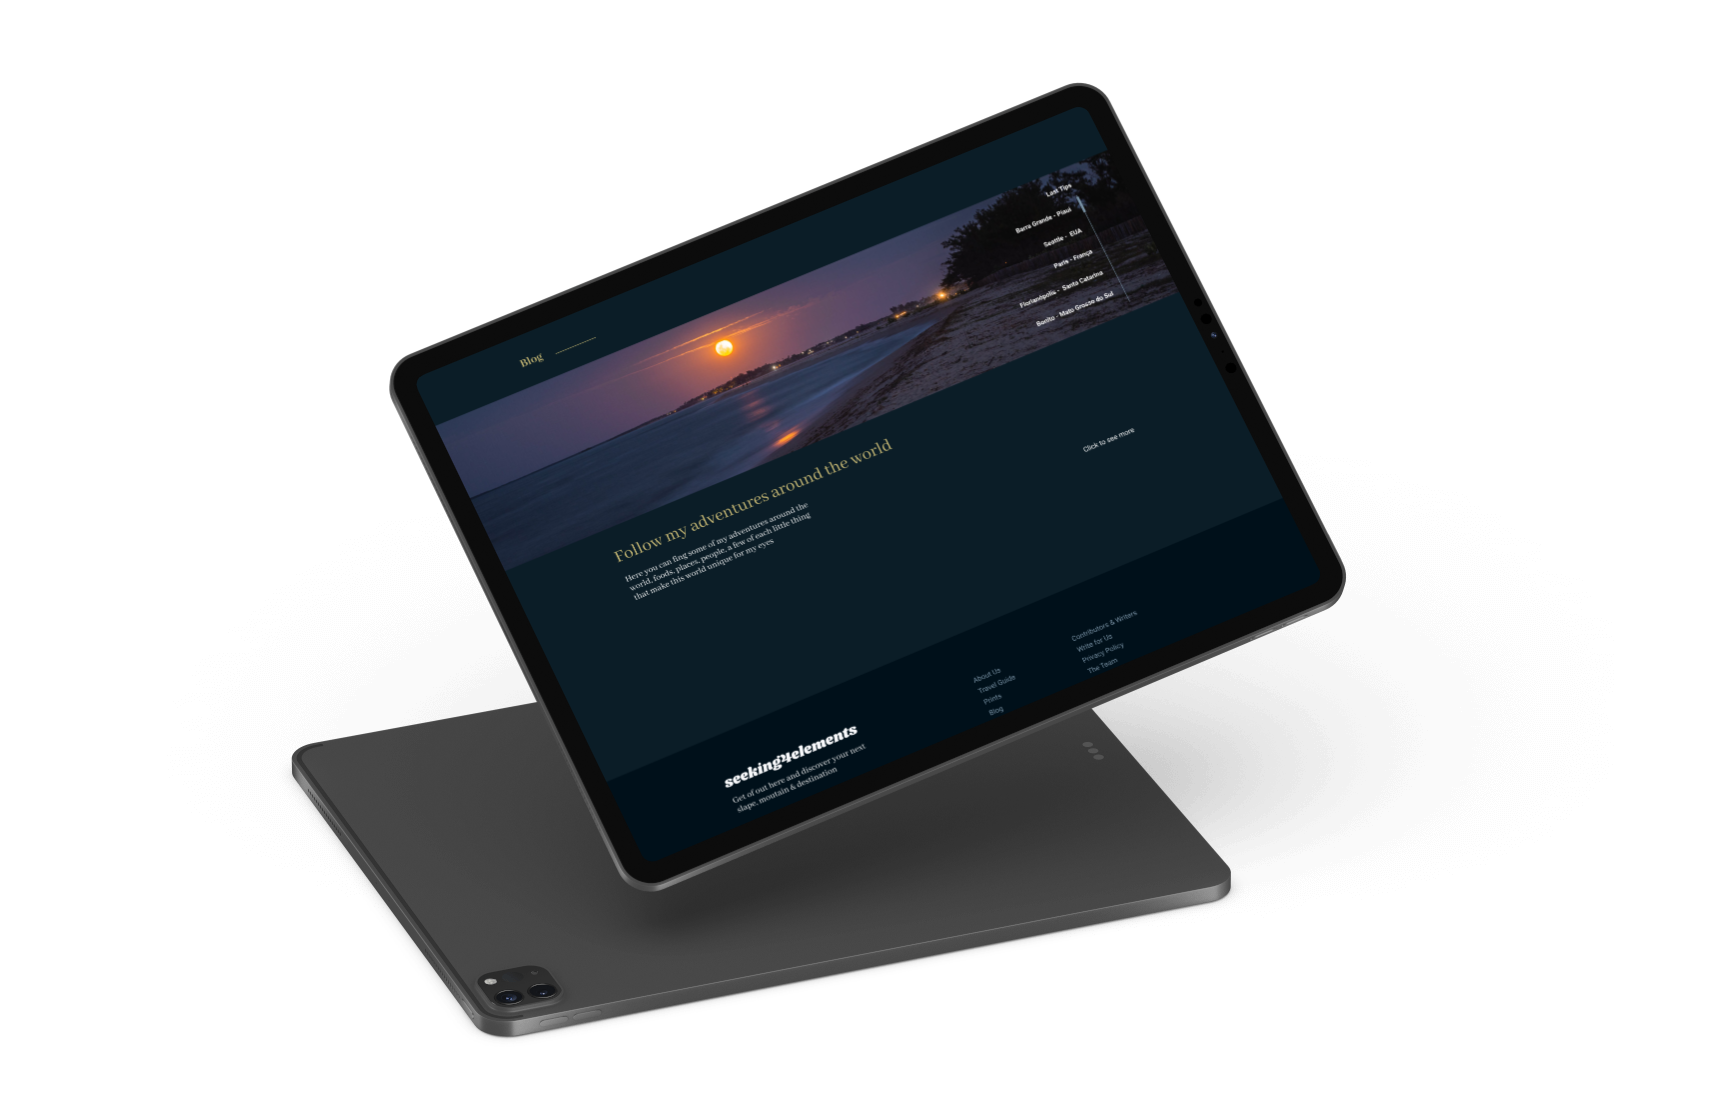 Blog
Last Tips
Barra Grande - Piauí
Seattle - EUA
Paris - França
Florianópolis - Santa Catarina
Bonito - Mato Grosso do Sul
Follow my adventures around the world
Here you can fing some of my adventures around the
world, foods, places, people, a few of each little thing
that make this world unique for my eyes
Click to see more
seeking4elements
Get of out here and discover your next
slape, moutain & destination
About Us
Travel Guide
Prints
Blog
Contributors & Writers
Write for Us
Privacy Policy
The Team